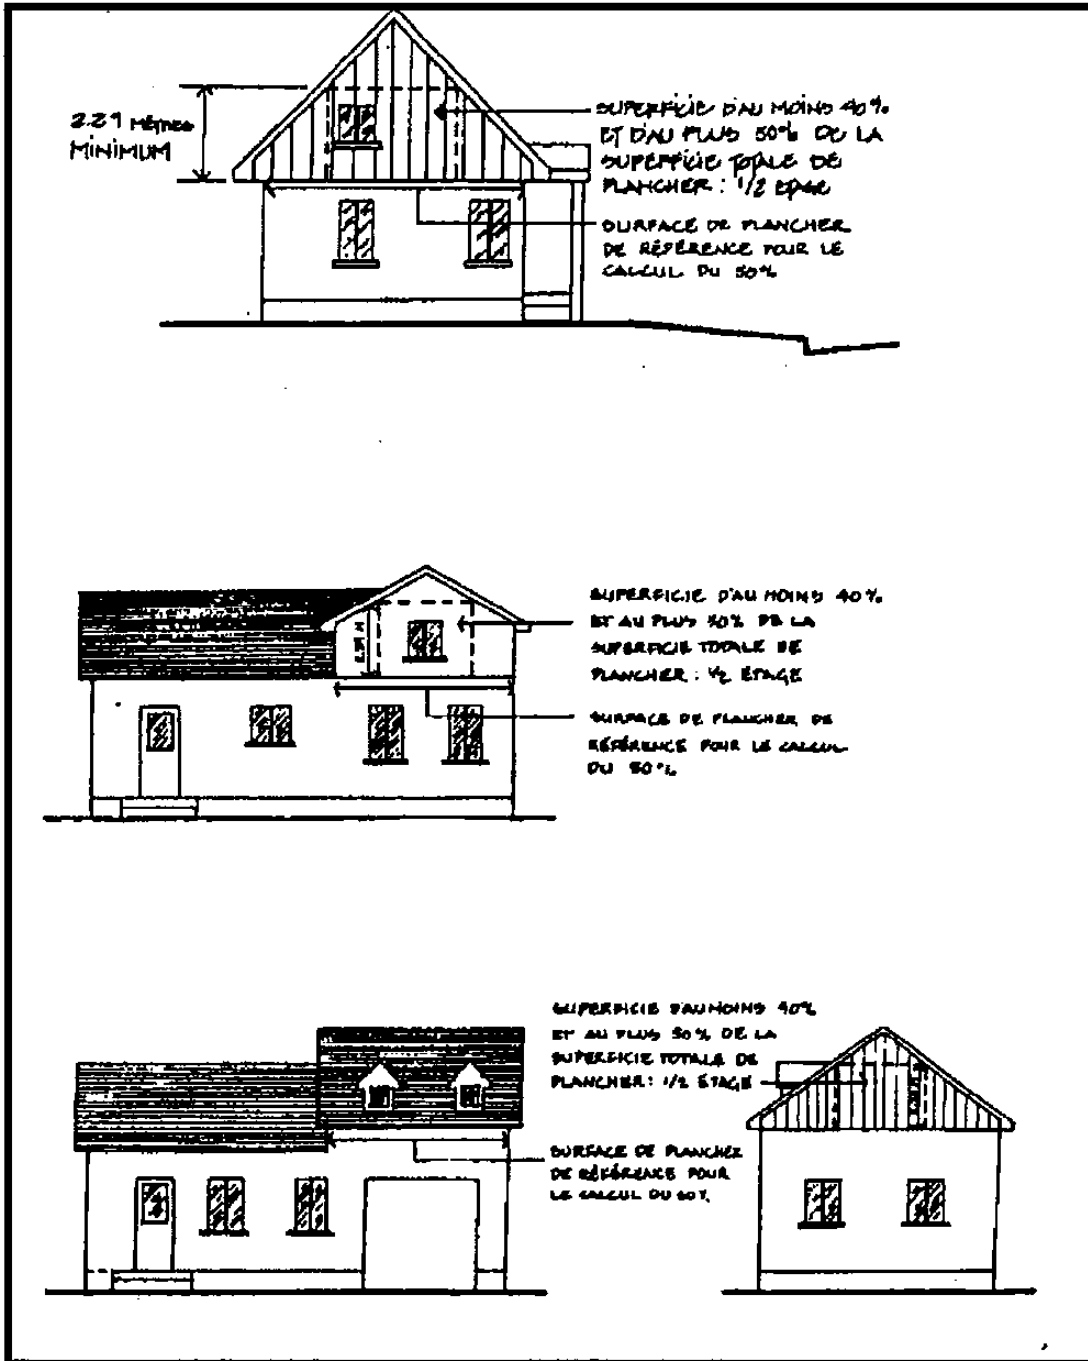 2.29 MÈTRES
MINIMUM
SUPERFICIE D'AU MOINS 40%
ET D'AU PLUS 50% DE LA
SUPERFICIE TOTALE DE
PLANCHER : 1/2 ETAGE
SURFACE DE PLANCHER
DE RÉFÉRENCE POUR LE
CALCUL DU 50%
SUPERFICIE D'AU MOINS 40%
ET AU PLUS 50% DE LA
SUPERFICIE TOTALE DE
PLANCHER : 1/2 ÉTAGE
SURFACE DE PLANCHER DE
RÉFÉRENCE POUR LE CALCUL
DU 50%
SUPERFICIE D'AU MOINS 40%
ET AU PLUS 50% DE LA
SUPERFICIE TOTALE DE
PLANCHER : 1/2 ÉTAGE
SURFACE DE PLANCHER
DE RÉFÉRENCE POUR
LE CALCUL DU